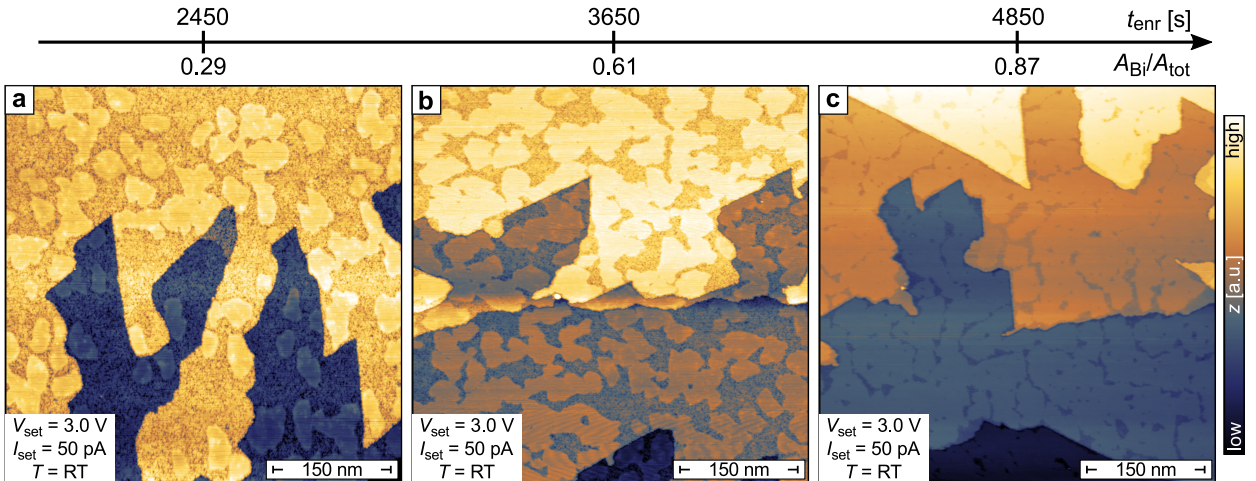 2450 3650 4850 t_enr [s]
0.29 0.61 0.87 A_Bi/A_tot
a b c
high
z [a.u.]
low
V_set = 3.0 V
I_set = 50 pA
T = RT
150 nm
V_set = 3.0 V
I_set = 50 pA
T = RT
150 nm
V_set = 3.0 V
I_set = 50 pA
T = RT
150 nm